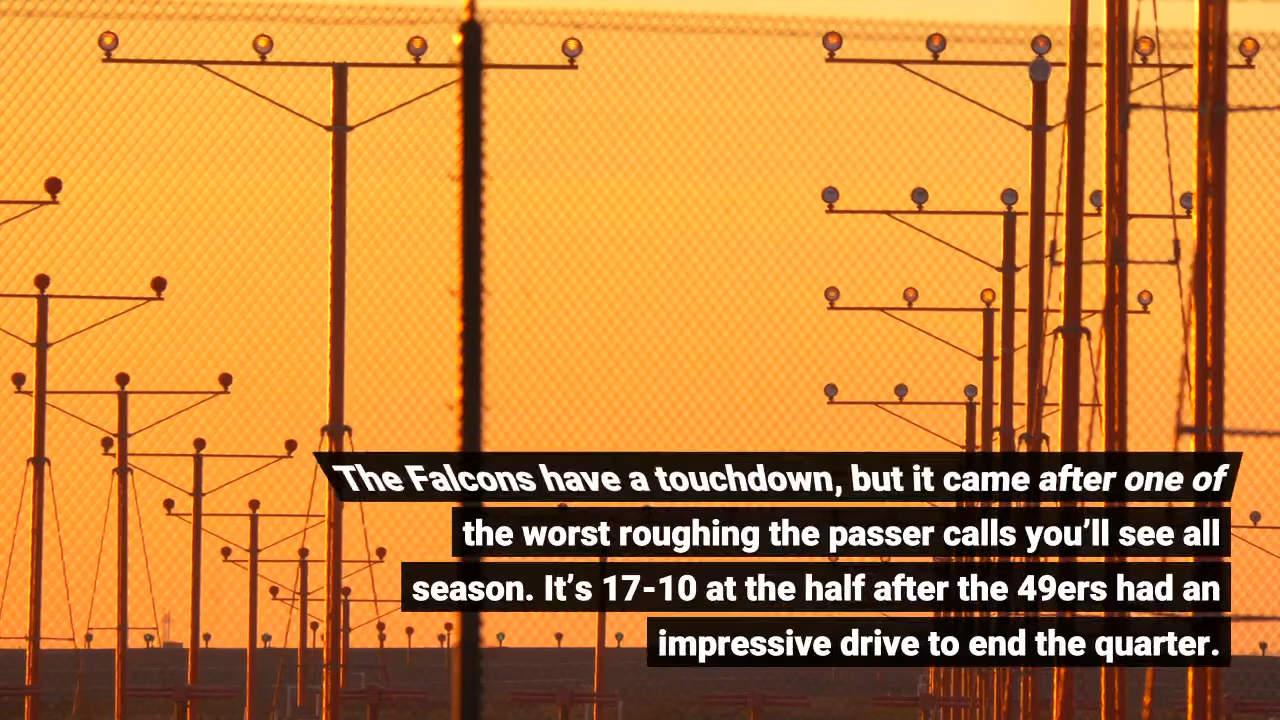 The Falcons have a touchdown, but it came after one of
the worst roughing the passer calls you’ll see all
season. It’s 17-10 at the half after the 49ers had an
impressive drive to end the quarter.